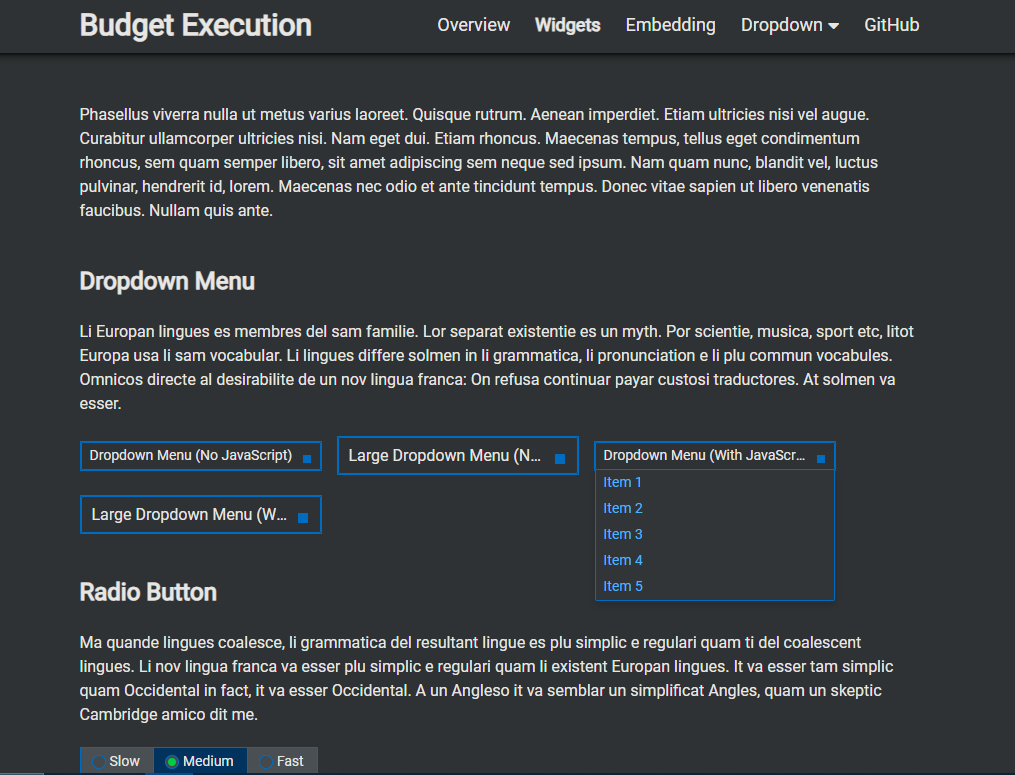 Budget Execution
Overview Widgets Embedding Dropdown GitHub
Phasellus viverra nulla ut metus varius laoreet. Quisque rutrum. Aenean imperdiet. Etiam ultricies nisi vel augue.
Curabitur ullamcorper ultricies nisi. Nam eget dui. Etiam rhoncus. Maecenas tempus, tellus eget condimentum
rhoncus, sem quam semper libero, sit amet adipiscing sem neque sed ipsum. Nam quam nunc, blandit vel, luctus
pulvinar, hendrerit id, lorem. Maecenas nec odio et ante tincidunt tempus. Donec vitae sapien ut libero venenatis
faucibus. Nullam quis ante.
Dropdown Menu
Li Europan lingues es membres del sam familie. Lor separat existentie es un myth. Por scientie, musica, sport etc, litot
Europa usa li sam vocabular. Li lingues differe solmen in li grammatica, li pronunciation e li plu commun vocabules.
Omnicos directe al desirabilite de un nov lingua franca: On refusa continuar payar custosi traductores. At solmen va
esser.
Dropdown Menu (No JavaScript)
Large Dropdown Menu (N...
Dropdown Menu (With JavaScr...
Item 1
Item 2
Item 3
Item 4
Item 5
Large Dropdown Menu (W...
Radio Button
Ma quande lingues coalesce, li grammatica del resultant lingue es plu simplic e regulari quam ti del coalescent
lingues. Li nov lingua franca va esser plu simplic e regulari quam li existent Europan lingues. It va esser tam simplic
quam Occidental in fact, it va esser Occidental. A un Angleso it va semblar un simplificat Angles, quam un skeptic
Cambridge amico dit me.
Slow Medium Fast